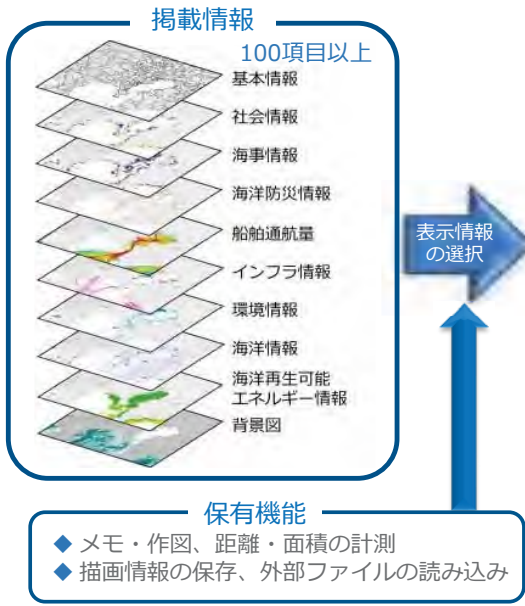 掲載情報
100項目以上
基本情報
社会情報
海事情報
海洋防災情報
船舶通航量
インフラ情報
環境情報
海洋情報
海洋再生可能
エネルギー情報
背景図
表示情報
の選択
保有機能
◆ メモ・作図、距離・面積の計測
◆ 描画情報の保存、外部ファイルの読み込み